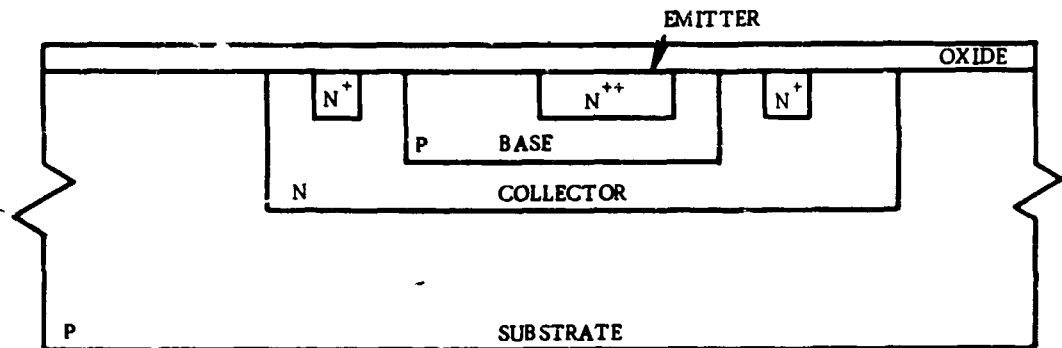 EMITTER
OXIDE
N+ N++ N+
P BASE
N COLLECTOR
P SUBSTRATE